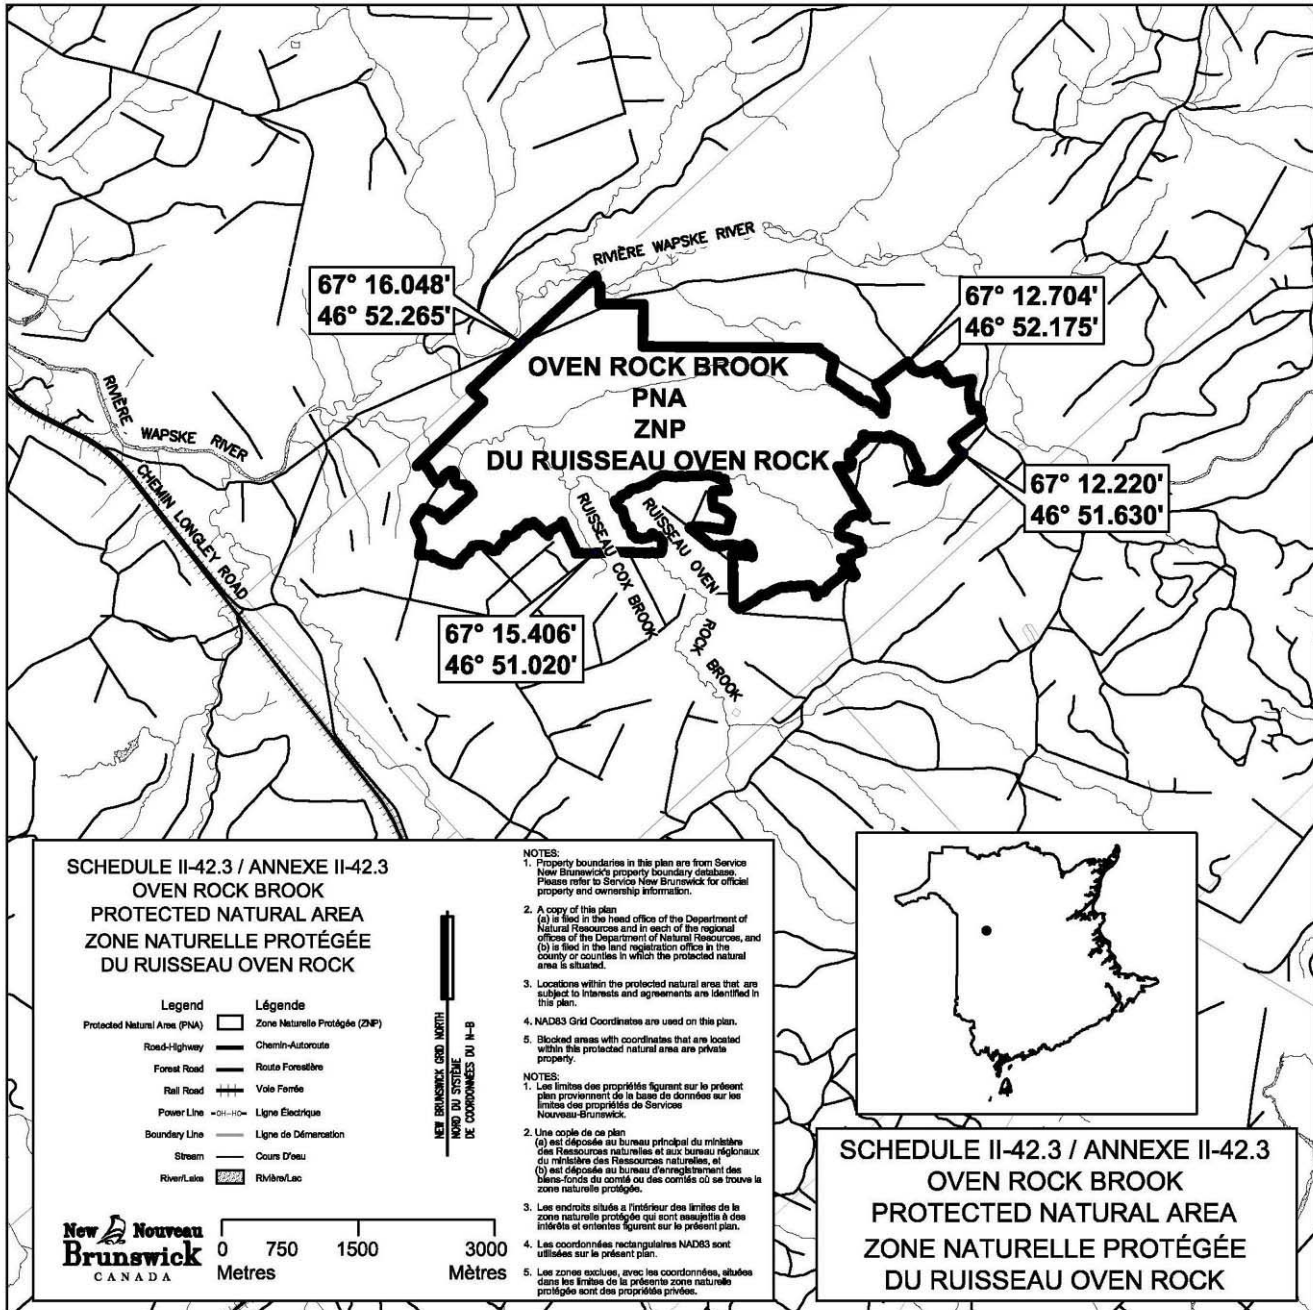 RIVIÈRE WAPSKE RIVER
67° 16.048'
46° 52.265'
67° 12.704'
46° 52.175'
OVEN ROCK BROOK
PNA
ZNP
DU RUISSEAU OVEN ROCK
RIVIÈRE WAPSKE RIVER
CHEMIN LONGLEY ROAD
67° 12.220'
46° 51.630'
RUISSEAU COX BROOK
RUISSEAU OVEN ROCK BROOK
67° 15.406'
46° 51.020'
SCHEDULE II-42.3 / ANNEXE II-42.3
OVEN ROCK BROOK
PROTECTED NATURAL AREA
ZONE NATURELLE PROTÉGÉE
DU RUISSEAU OVEN ROCK
Legend Légende
Protected Natural Area (PNA) Zone Naturelle Protégée (ZNP)
Road-Highway Chemin-Autoroute
Forest Road Route Forestière
Rail Road Voie Ferrée
Power Line -OH-HO- Ligne Électrique
Boundary Line Ligne de Démarcation
Stream Cours D'eau
River/Lake Rivière/Lac
NEW BRUNSWICK GRID NORTH
NORD DU SYSTÈME
DE COORDONNÉES DU N-B
New Nouveau
Brunswick
CANADA
0 750 1500 3000
Metres Mètres
NOTES:
1. Property boundaries in this plan are from Service
New Brunswick's property boundary database.
Please refer to Service New Brunswick for official
property and ownership information.
2. A copy of this plan
(a) is filed in the head office of the Department of
Natural Resources and in each of the regional
offices of the Department of Natural Resources, and
(b) is filed in the land registration office in the
county or counties in which the protected natural
area is situated.
3. Locations within the protected natural area that are
subject to interests and agreements are identified in
this plan.
4. NAD83 Grid Coordinates are used on this plan.
5. Blocked areas with coordinates that are located
within this protected natural area are private
property.
NOTES:
1. Les limites des propriétés figurant sur le présent
plan proviennent de la base de données sur les
limites des propriétés de Services
Nouveau-Brunswick.
2. Une copie de ce plan
(a) est déposée au bureau principal du ministère
des Ressources naturelles et aux bureau régionaux
du ministère des Ressources naturelles, et
(b) est déposée au bureau d'enregistrement des
biens-fonds du comté ou des comtés où se trouve la
zone naturelle protégée.
3. Les endroits situés a l'intérieur des limites de la
zone naturelle protégée qui sont assujettis à des
intérêts et ententes figurent sur le présent plan.
4. Les coordonnées rectangulaires NAD83 sont
utilisées sur le présent plan.
5. Les zones exclues, avec les coordonnées, situées
dans les limites de la présente zone naturelle
protégée sont des propriétés privées.
SCHEDULE II-42.3 / ANNEXE II-42.3
OVEN ROCK BROOK
PROTECTED NATURAL AREA
ZONE NATURELLE PROTÉGÉE
DU RUISSEAU OVEN ROCK